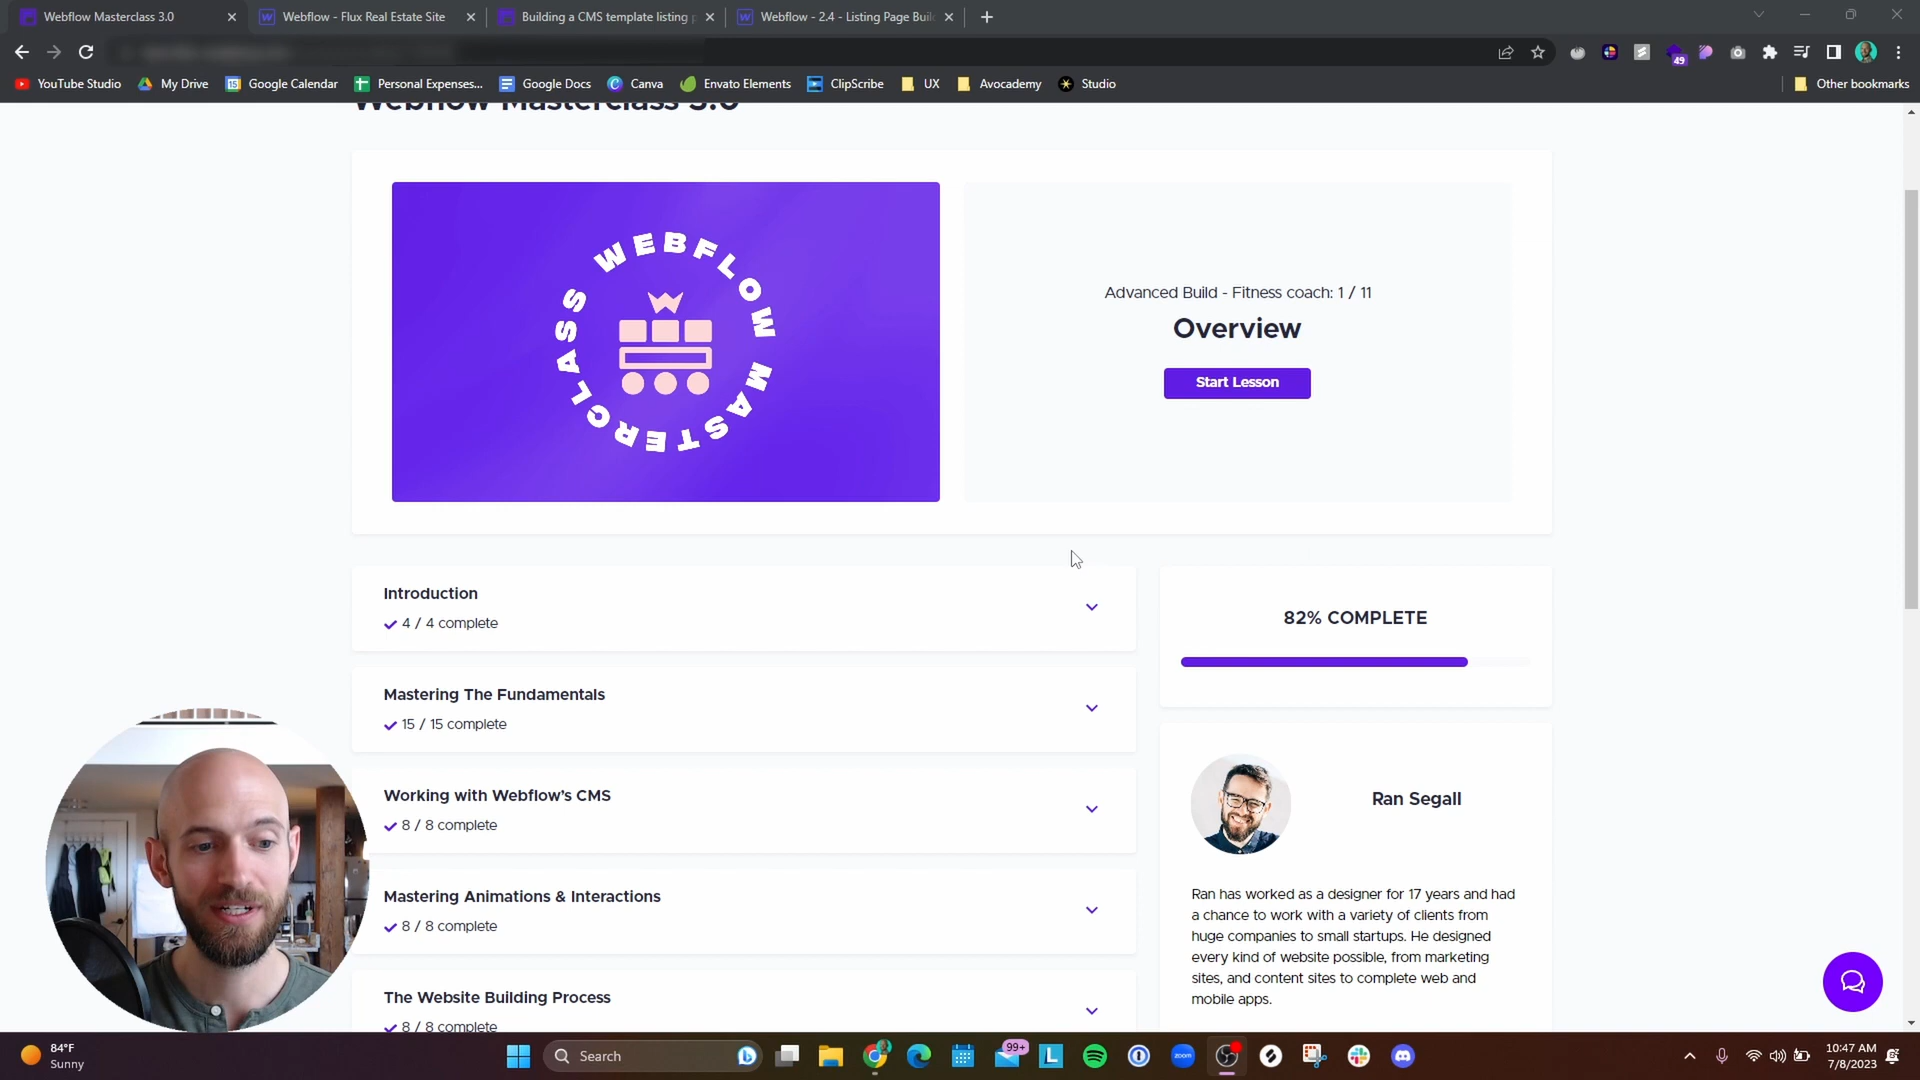 Webflow Masterclass 3.0
Webflow - Flux Real Estate Site
Building a CMS template listing p
Webflow - 2.4 - Listing Page Buil
49
YouTube Studio
My Drive
Google Calendar
Personal Expenses...
Google Docs
Canva
Envato Elements
ClipScribe
UX
Avocademy
Studio
Other bookmarks
Webflow Masterclass 3.0
WEBFLOW MASTERCLASS
Advanced Build - Fitness coach: 1 / 11
Overview
Start Lesson
Introduction
4 / 4 complete
Mastering The Fundamentals
15 / 15 complete
Working with Webflow's CMS
8 / 8 complete
Mastering Animations & Interactions
8 / 8 complete
The Website Building Process
8 / 8 complete
82% COMPLETE
Ran Segall
Ran has worked as a designer for 17 years and had
a chance to work with a variety of clients from
huge companies to small startups. He designed
every kind of website possible, from marketing
sites, and content sites to complete web and
mobile apps.
84°F
Sunny
Search
99+
L
zoom
10:47 AM
7/8/2023